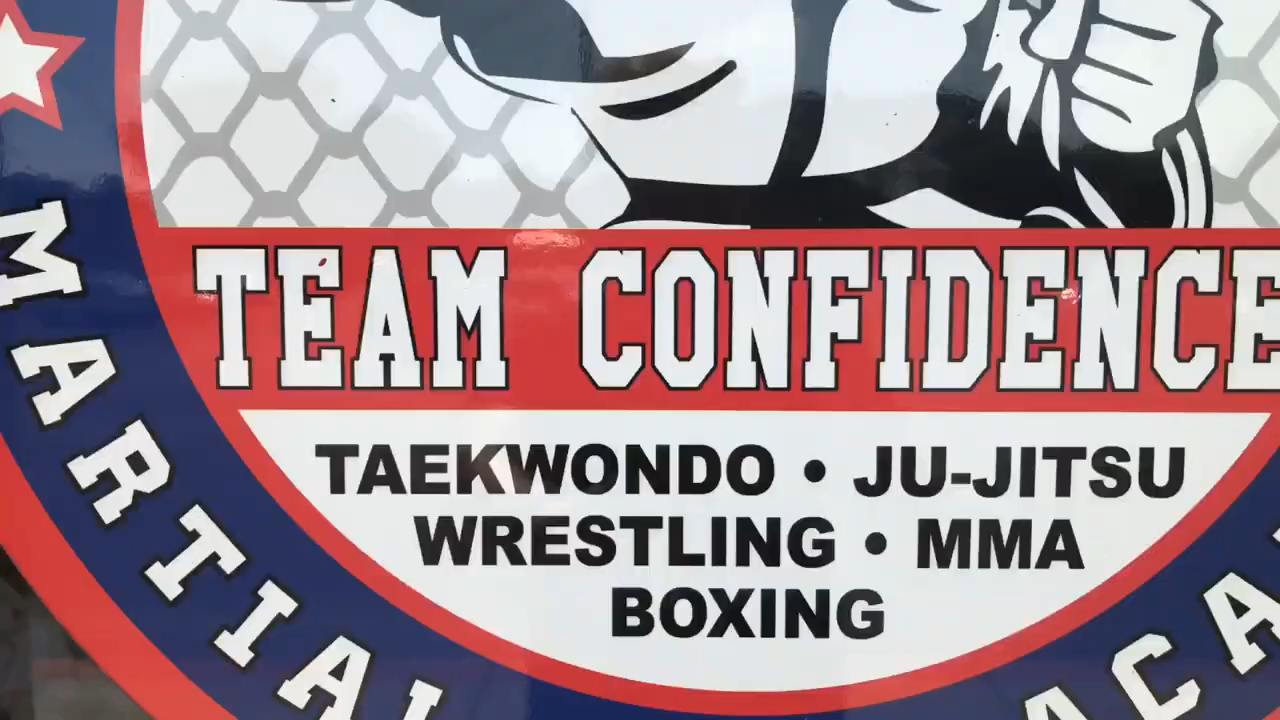 TEAM CONFIDENCE
TAEKWONDO • JU-JITSU
WRESTLING • MMA
BOXING
MARTIAL